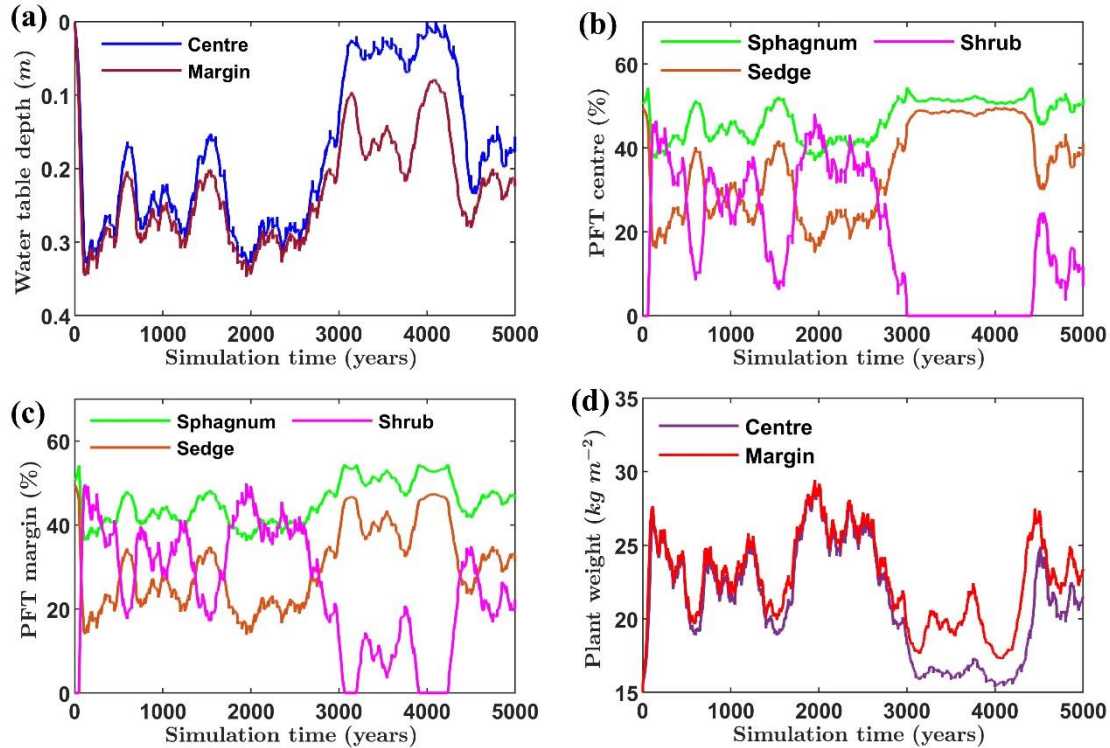 (a)
Water table depth (m)
0
0.1
0.2
0.3
0.4
Centre
Margin
0 1000 2000 3000 4000 5000
Simulation time (years)
(b)
PFT centre (%)
60
40
20
0
Sphagnum Shrub
Sedge
0 1000 2000 3000 4000 5000
Simulation time (years)
(c)
PFT margin (%)
60
40
20
0
Sphagnum Shrub
Sedge
0 1000 2000 3000 4000 5000
Simulation time (years)
(d)
Plant weight (kg m⁻²)
35
30
25
20
15
Centre
Margin
0 1000 2000 3000 4000 5000
Simulation time (years)